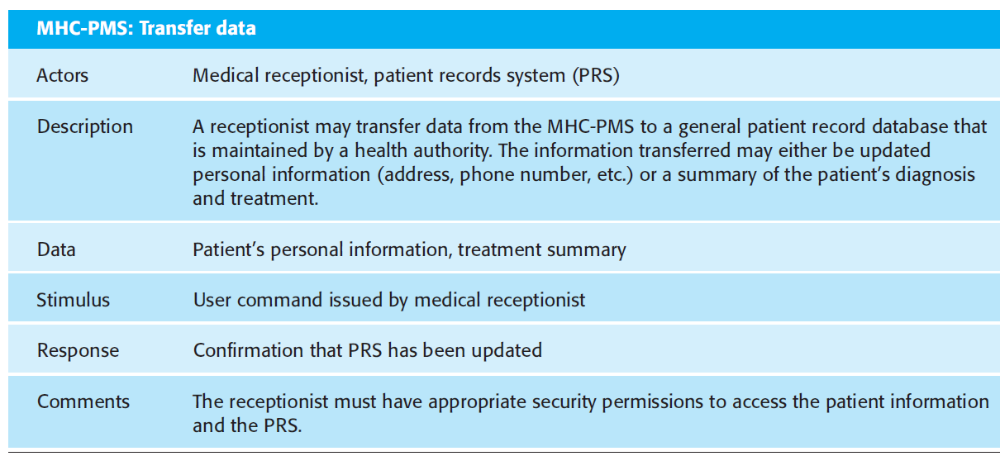 MHC-PMS: Transfer data
Actors Medical receptionist, patient records system (PRS)
Description A receptionist may transfer data from the MHC-PMS to a general patient record database that
is maintained by a health authority. The information transferred may either be updated
personal information (address, phone number, etc.) or a summary of the patient’s diagnosis
and treatment.
Data Patient’s personal information, treatment summary
Stimulus User command issued by medical receptionist
Response Confirmation that PRS has been updated
Comments The receptionist must have appropriate security permissions to access the patient information
and the PRS.